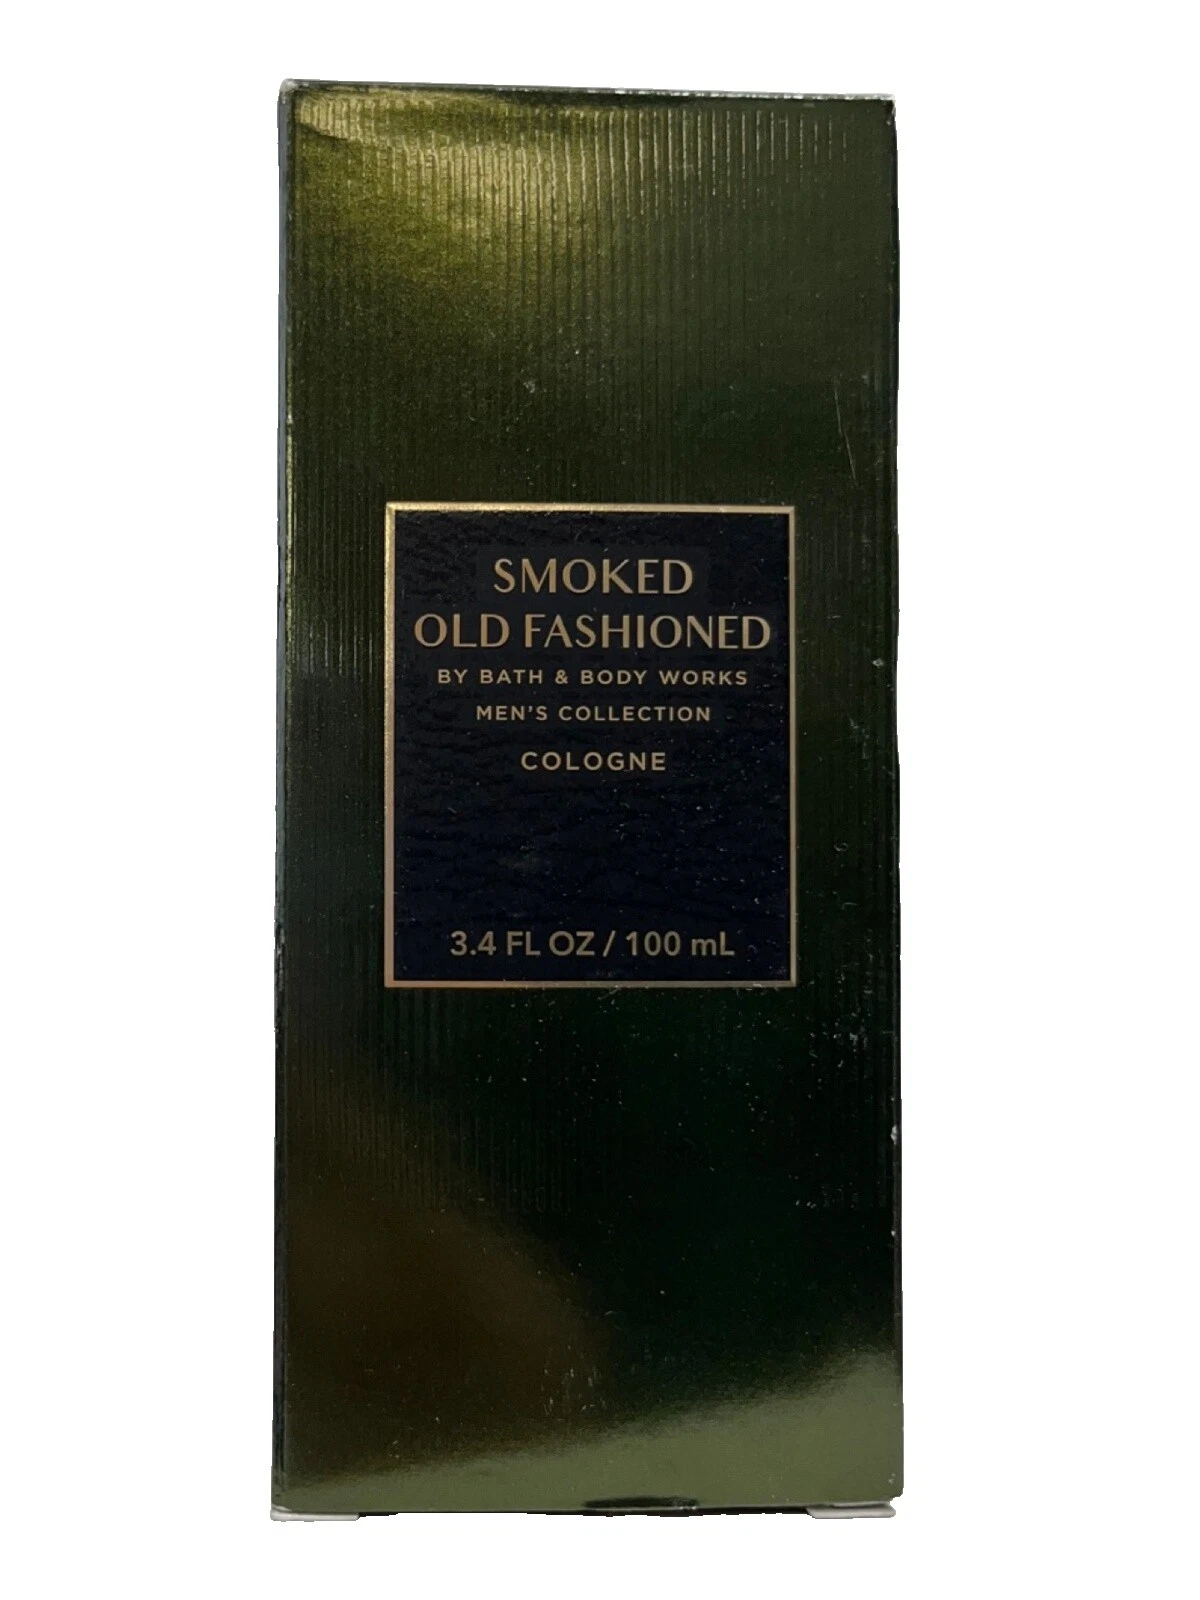 SMOKED
OLD FASHIONED
BY BATH & BODY WORKS
MEN'S COLLECTION
COLOGNE
3.4 FL OZ / 100 mL